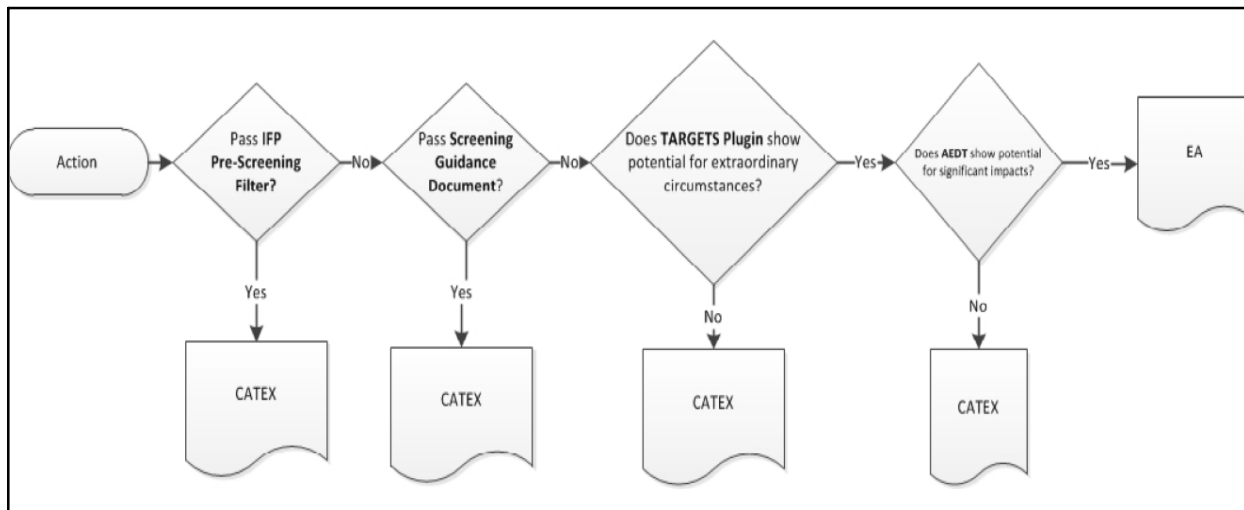 Action
Pass IFP
Pre-Screening
Filter?
No
Pass Screening
Guidance
Document?
No
Does TARGETS Plugin show
potential for extraordinary
circumstances?
Yes
Does AEDT show potential
for significant impacts?
Yes
EA
Yes
CATEX
Yes
CATEX
No
CATEX
No
CATEX